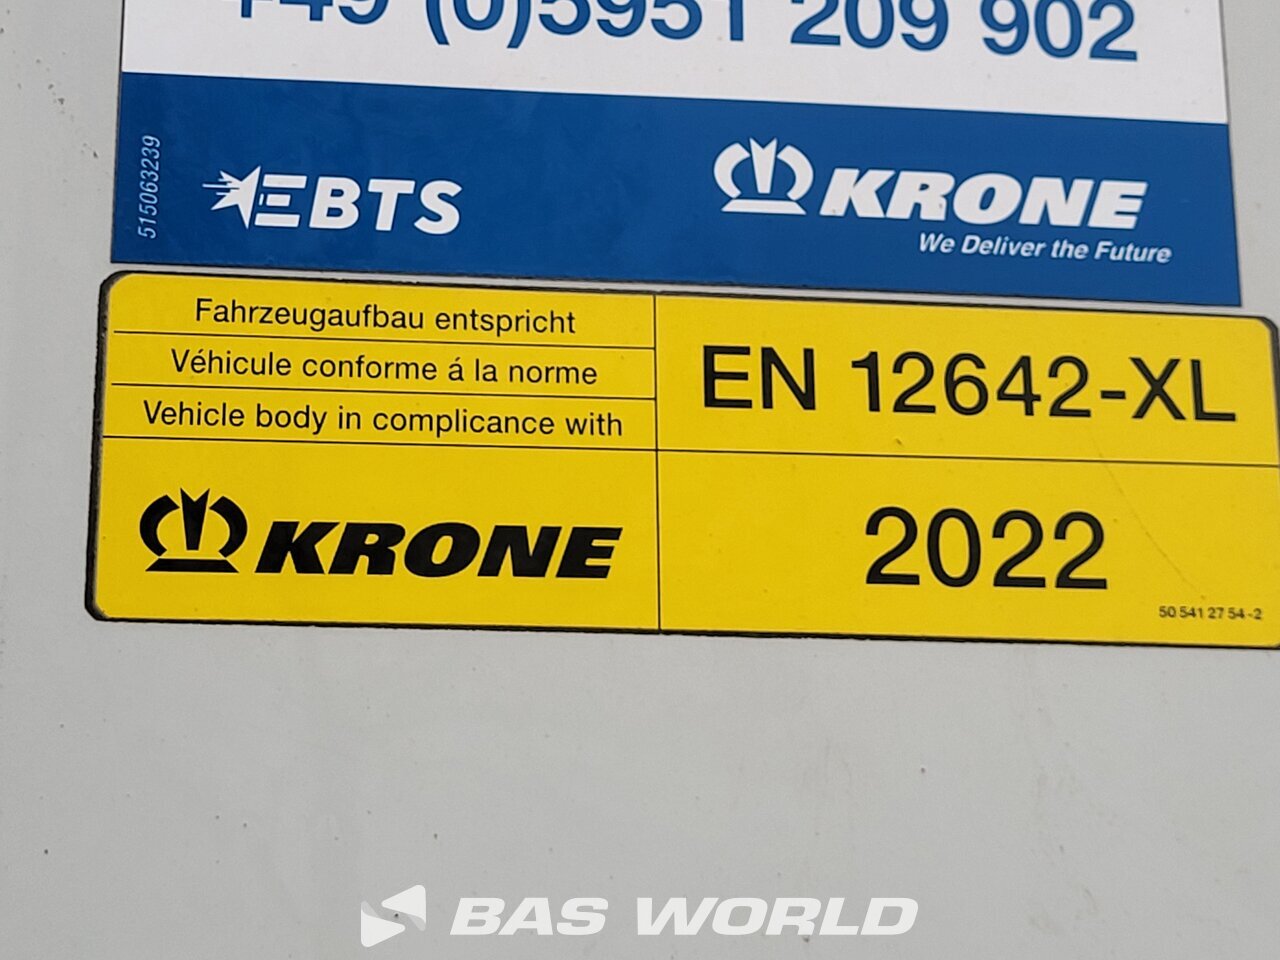 +49 (0)5951 209 902
515063239
EBTS
KRONE
We Deliver the Future
Fahrzeugaufbau entspricht
Véhicule conforme á la norme
Vehicle body in complicance with
EN 12642-XL
KRONE
2022
50 541 27 54 -2
BAS WORLD